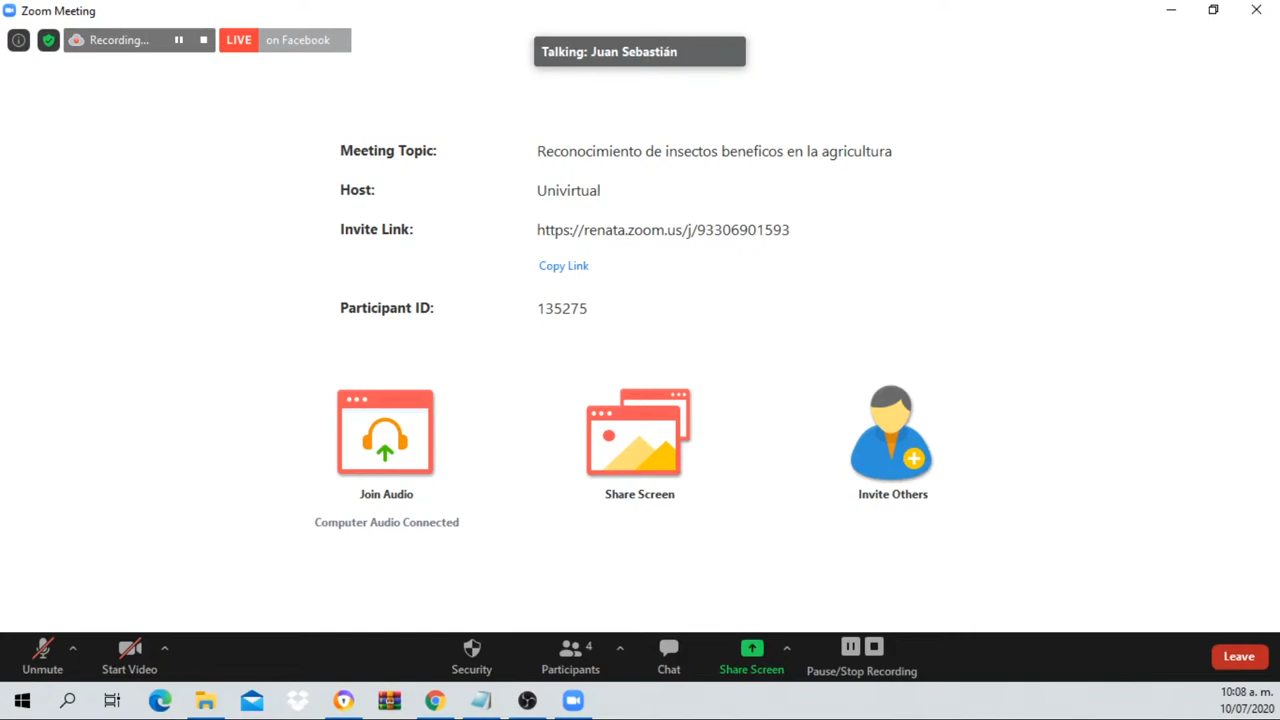 Zoom Meeting
Recording...
LIVE on Facebook
Talking: Juan Sebastián
Meeting Topic: Reconocimiento de insectos beneficos en la agricultura
Host: Univirtual
Invite Link: https://renata.zoom.us/j/93306901593
Copy Link
Participant ID: 135275
Join Audio
Share Screen
Invite Others
Computer Audio Connected
4
Unmute
Start Video
Security
Participants
Chat
Share Screen
Pause/Stop Recording
Leave
10:08 a. m.
10/07/2020